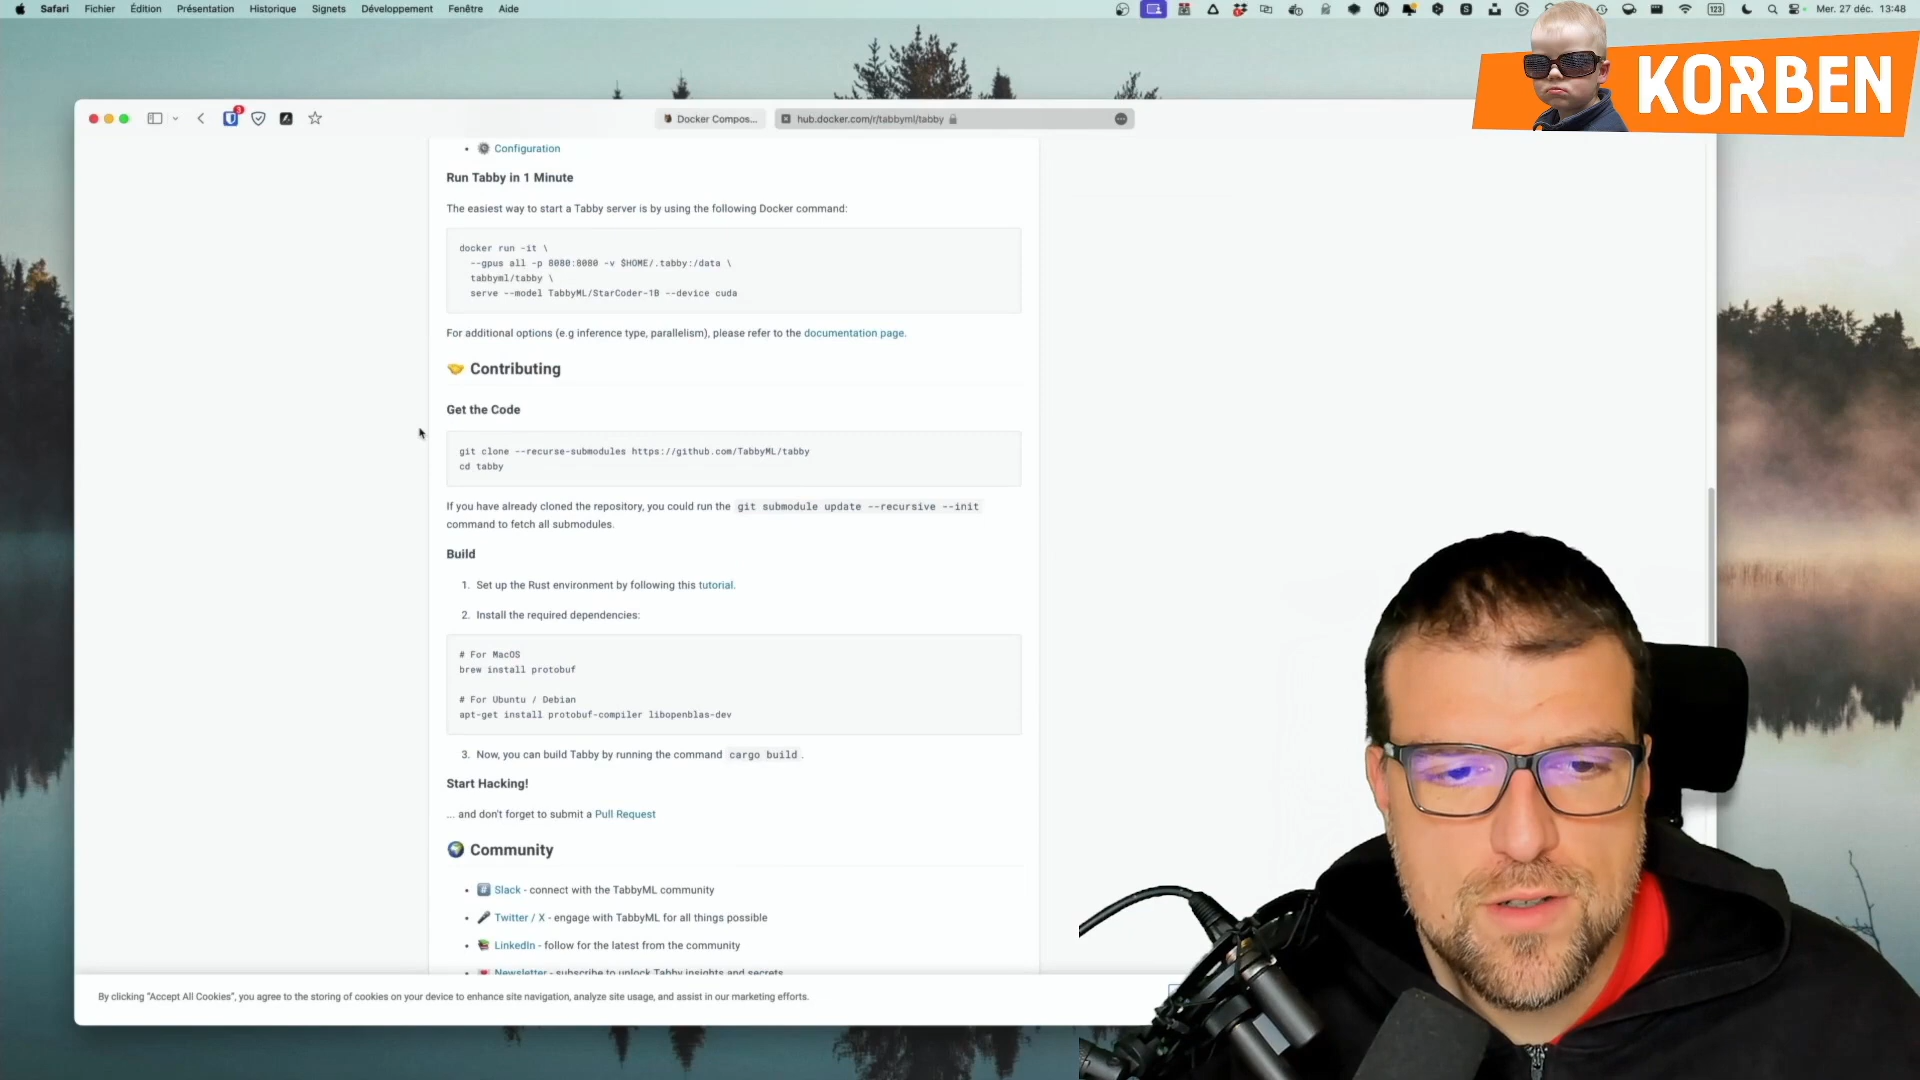 Safari Fichier Édition Présentation Historique Signets Développement Fenêtre Aide
123 Mer. 27 déc. 13:48
KORBEN
3
Docker Compos... hub.docker.com/r/tabbyml/tabby
Configuration
Run Tabby in 1 Minute
The easiest way to start a Tabby server is by using the following Docker command:
docker run -it \
--gpus all -p 8080:8080 -v $HOME/.tabby:/data \
tabbyml/tabby \
serve --model TabbyML/StarCoder-1B --device cuda
For additional options (e.g inference type, parallelism), please refer to the documentation page.
Contributing
Get the Code
git clone --recurse-submodules https://github.com/TabbyML/tabby
cd tabby
If you have already cloned the repository, you could run the git submodule update --recursive --init
command to fetch all submodules.
Build
1. Set up the Rust environment by following this tutorial.
2. Install the required dependencies:
# For MacOS
brew install protobuf
# For Ubuntu / Debian
apt-get install protobuf-compiler libopenblas-dev
3. Now, you can build Tabby by running the command cargo build.
Start Hacking!
... and don't forget to submit a Pull Request
Community
Slack - connect with the TabbyML community
Twitter / X - engage with TabbyML for all things possible
LinkedIn - follow for the latest from the community
Newsletter - subscribe to unlock Tabby insights and secrets
By clicking "Accept All Cookies", you agree to the storing of cookies on your device to enhance site navigation, analyze site usage, and assist in our marketing efforts.